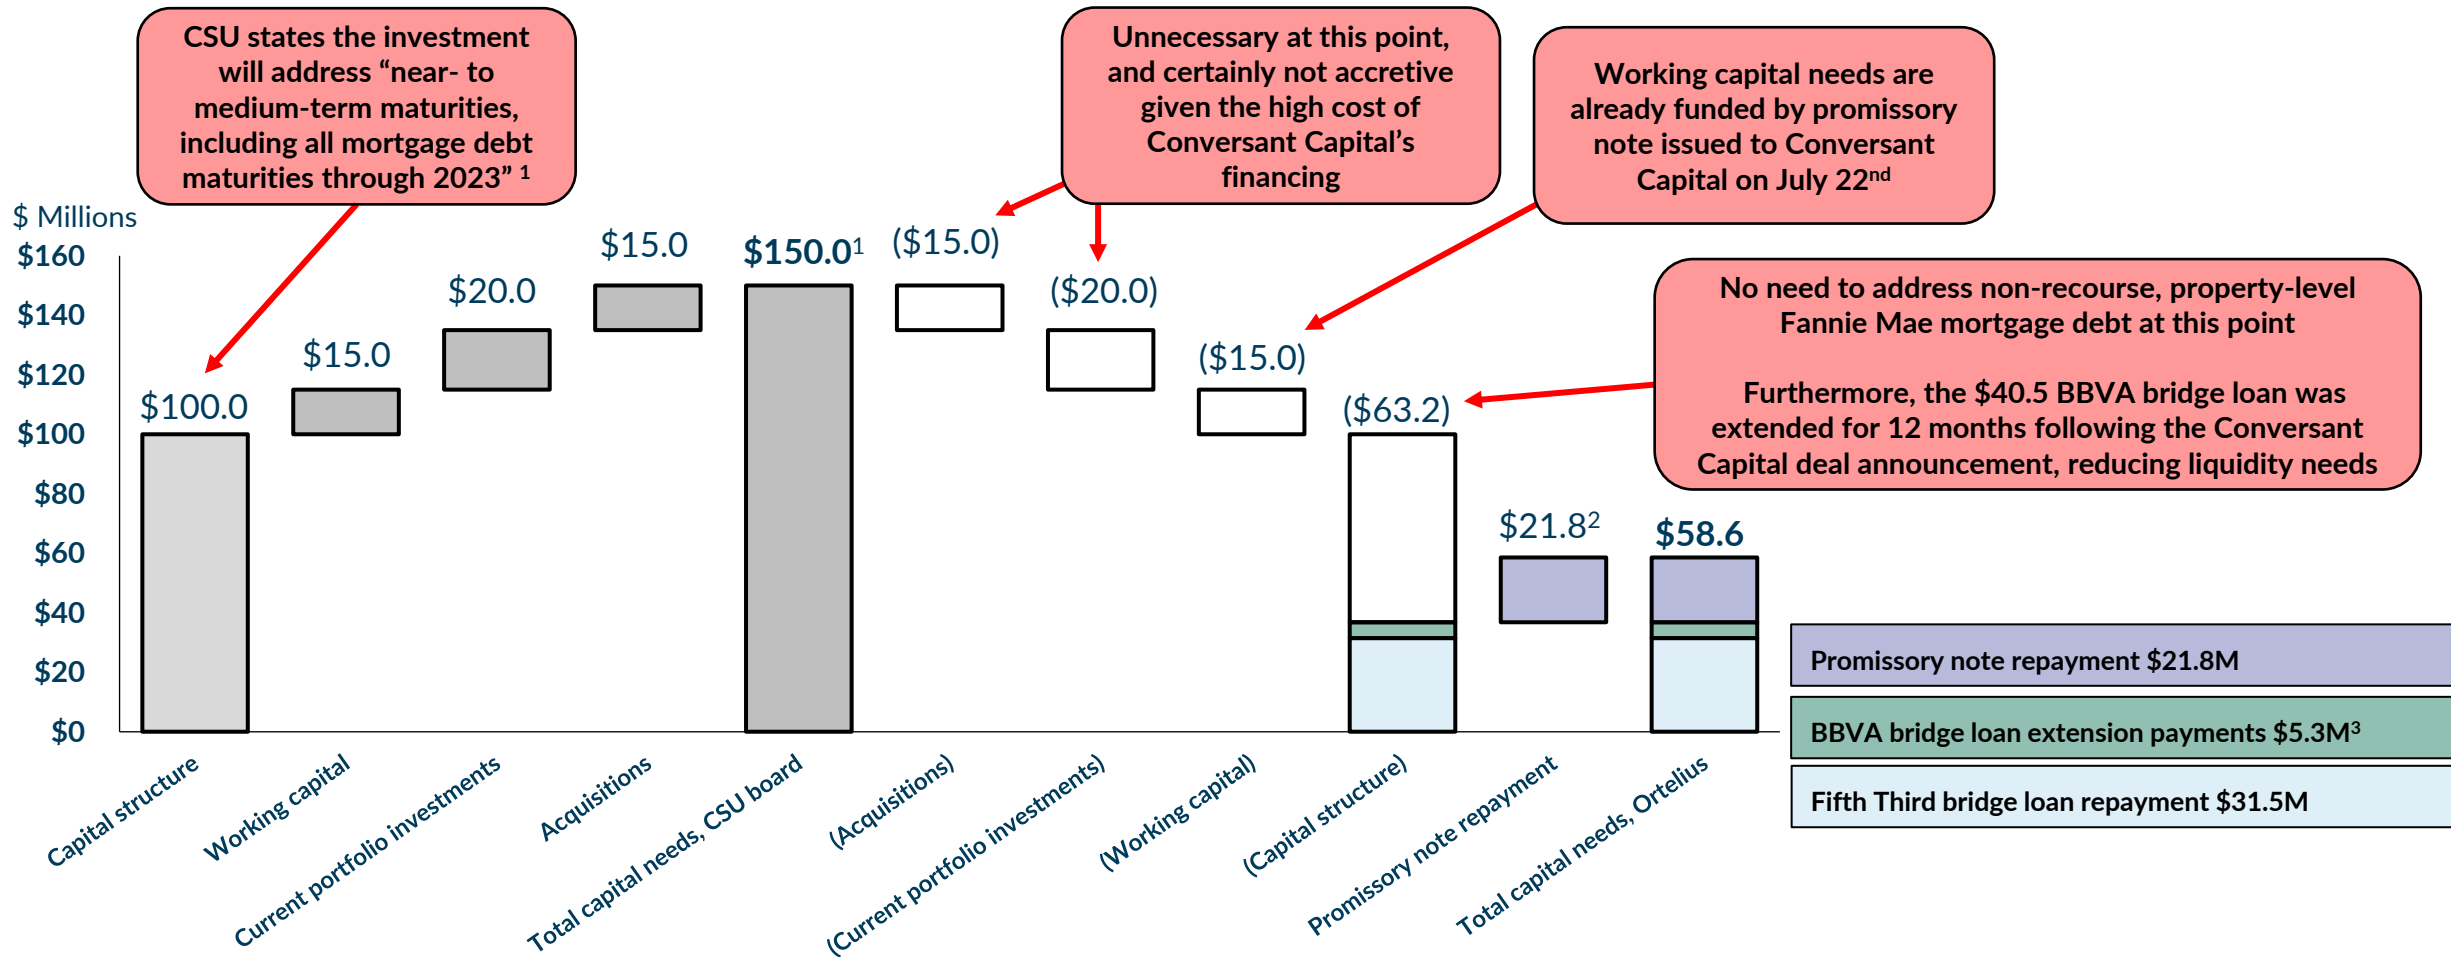 CSU states the investment
will address “near- to
medium-term maturities,
including all mortgage debt
maturities through 2023” 1
Unnecessary at this point,
and certainly not accretive
given the high cost of
Conversant Capital’s
financing
Working capital needs are
already funded by promissory
note issued to Conversant
Capital on July 22nd
No need to address non-recourse, property-level
Fannie Mae mortgage debt at this point
Furthermore, the $40.5 BBVA bridge loan was
extended for 12 months following the Conversant
Capital deal announcement, reducing liquidity needs
$ Millions
$160
$140
$120
$100
$80
$60
$40
$20
$0
$100.0
$15.0
$20.0
$15.0
$150.01
($15.0)
($20.0)
($15.0)
($63.2)
$21.82
$58.6
Capital structure
Working capital
Current portfolio investments
Acquisitions
Total capital needs, CSU board
(Acquisitions)
(Current portfolio investments)
(Working capital)
(Capital structure)
Promissory note repayment
Total capital needs, Ortelius
Promissory note repayment $21.8M
BBVA bridge loan extension payments $5.3M3
Fifth Third bridge loan repayment $31.5M